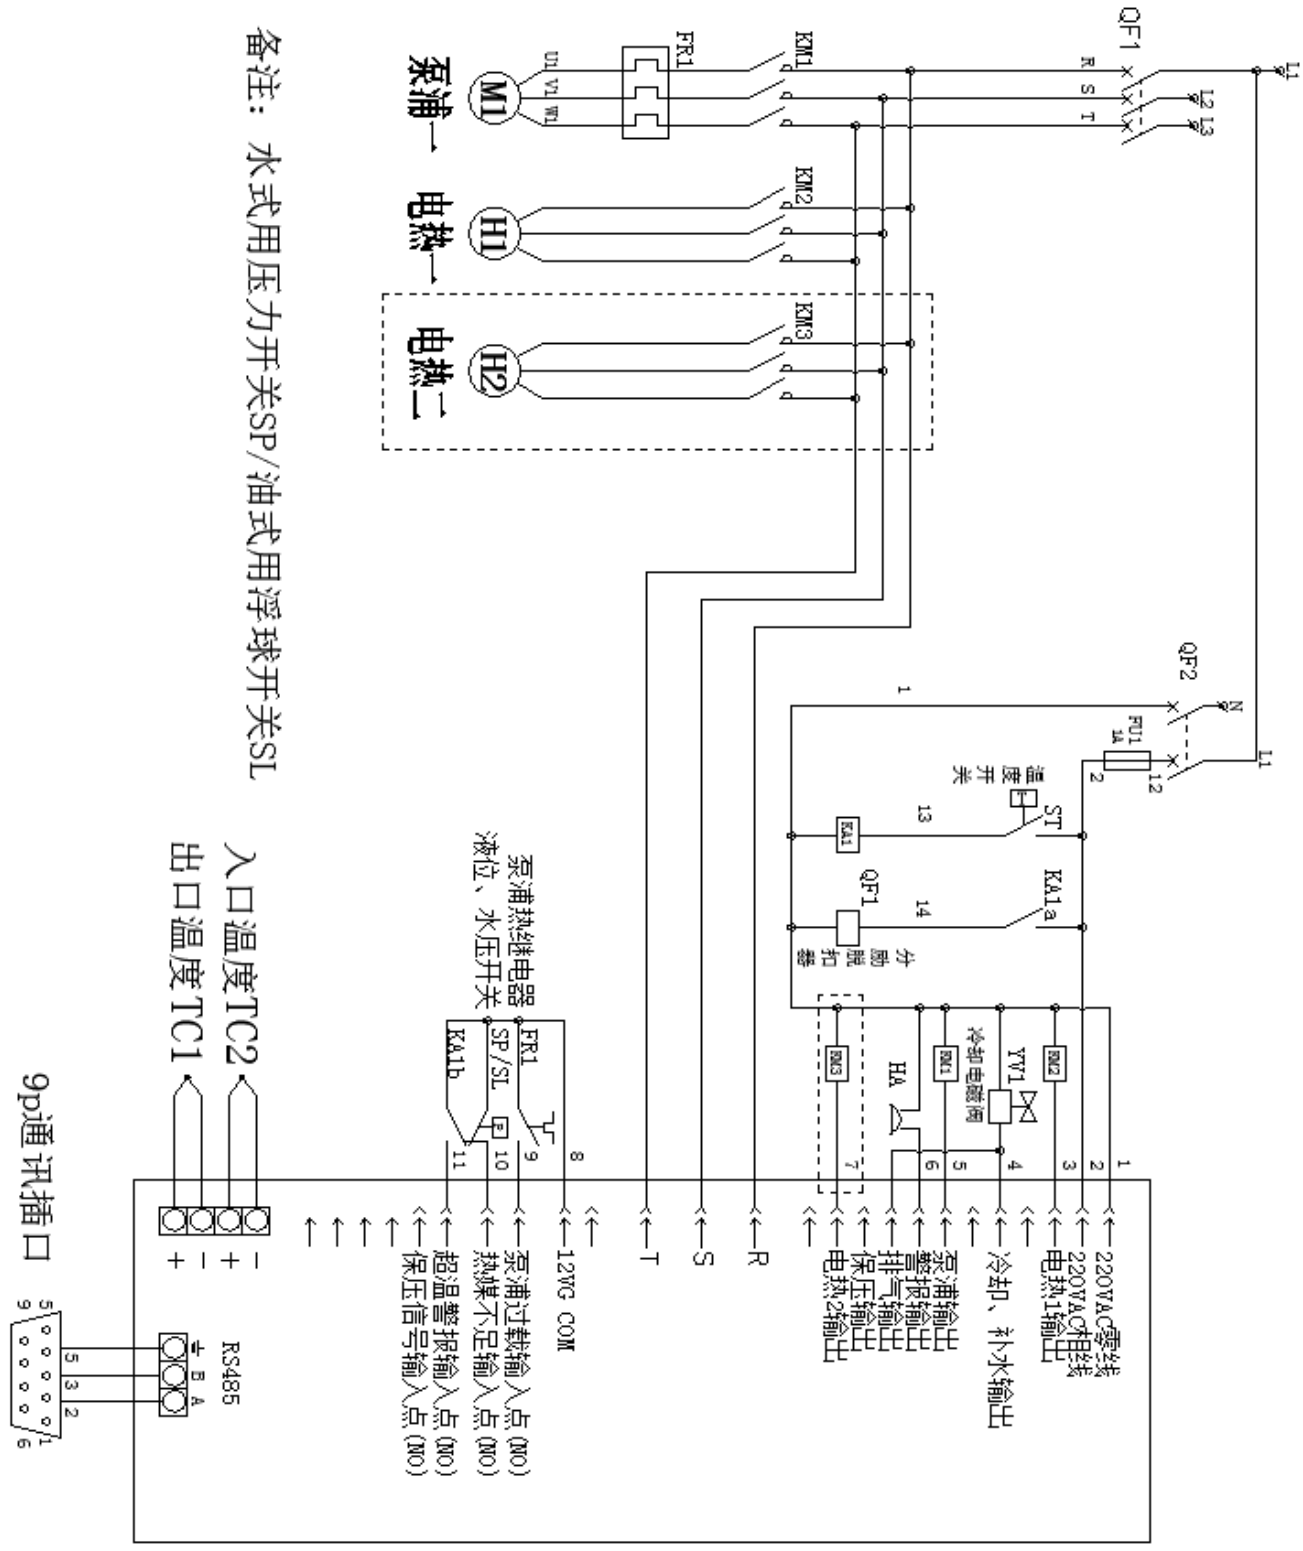 L1
L2
L3
QF1
R
S
T
KM1
FR1
U1
V1
W1
M1
泵浦一
KM2
H1
电热一
KM3
H2
电热二
备注：水式用压力开关SP/油式用浮球开关SL
QF2
N
L1
FU1
1A
1
2
12
温度开关
ST
13
KA1
KA1a
14
QF1
分励脱扣器
KM2
YV1
冷却电磁阀
KM1
HA
KM3
1
2
3
4
5
6
7
泵浦热继电器
液位、水压开关
FR1
SP/SL
KA1b
P
8
9
10
11
220VAC零线
220VAC相线
电热1输出
冷却、补水输出
泵浦输出
警报输出
排气输出
保压输出
电热2输出
R
S
T
12VG COM
泵浦过载输入点(NO)
热媒不足输入点(NO)
超温警报输入点(NO)
保压信号输入点(NO)
入口温度TC2
出口温度TC1
-
+
-
+
RS485
A
B
2
3
5
9p通讯插口
5
9
1
6